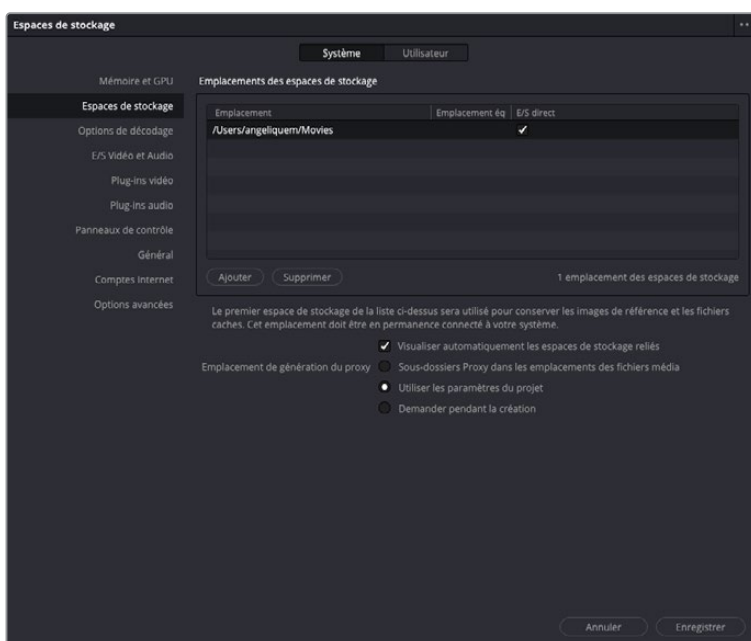 Espaces de stockage
Système Utilisateur
Mémoire et GPU
Espaces de stockage
Options de décodage
E/S Vidéo et Audio
Plug-ins vidéo
Plug-ins audio
Panneaux de contrôle
Général
Comptes Internet
Options avancées
Emplacements des espaces de stockage
Emplacement Emplacement éq E/S direct
/Users/angeliquem/Movies
Ajouter Supprimer 1 emplacement des espaces de stockage
Le premier espace de stockage de la liste ci-dessus sera utilisé pour conserver les images de référence et les fichiers
caches. Cet emplacement doit être en permanence connecté à votre système.
Visualiser automatiquement les espaces de stockage reliés
Emplacement de génération du proxy Sous-dossiers Proxy dans les emplacements des fichiers média
Utiliser les paramètres du projet
Demander pendant la création
Annuler Enregistrer